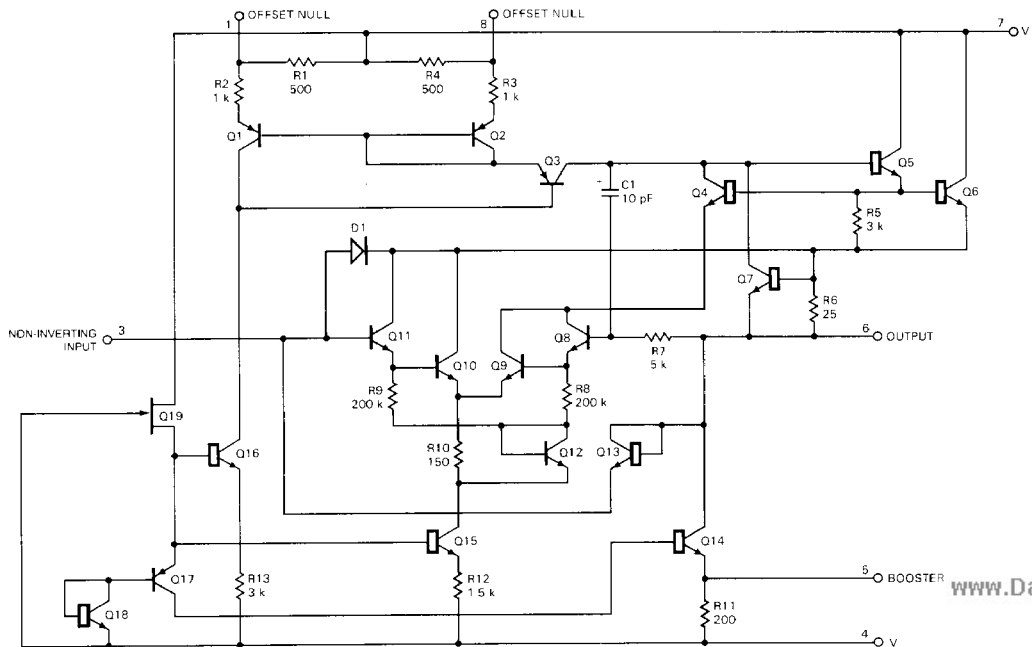 1 OFFSET NULL
8 OFFSET NULL
7 V
R1
500
R4
500
R2
1 k
R3
1 k
Q1
Q2
Q3
Q4
Q5
Q6
+
C1
10 pF
R5
3 k
D1
Q7
R6
25
NON-INVERTING
INPUT
3
Q11
Q10
Q9
Q8
R7
5 k
6 OUTPUT
R9
200 k
R8
200 k
Q19
Q16
R10
150
Q12
Q13
Q15
Q14
Q17
R13
3 k
R12
1 5 k
5 BOOSTER
www.Da
Q18
R11
200
4 V